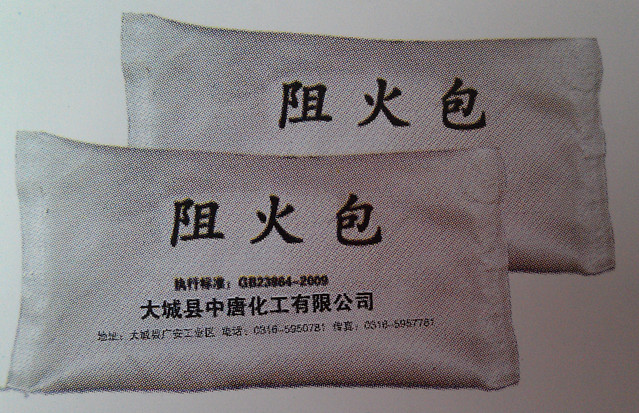 阻火包
阻火包
执行标准：GB23864-2009
大城县中唐化工有限公司
地址：大城县广安工业区 电话：0316-5950781 传真：0316-5957781